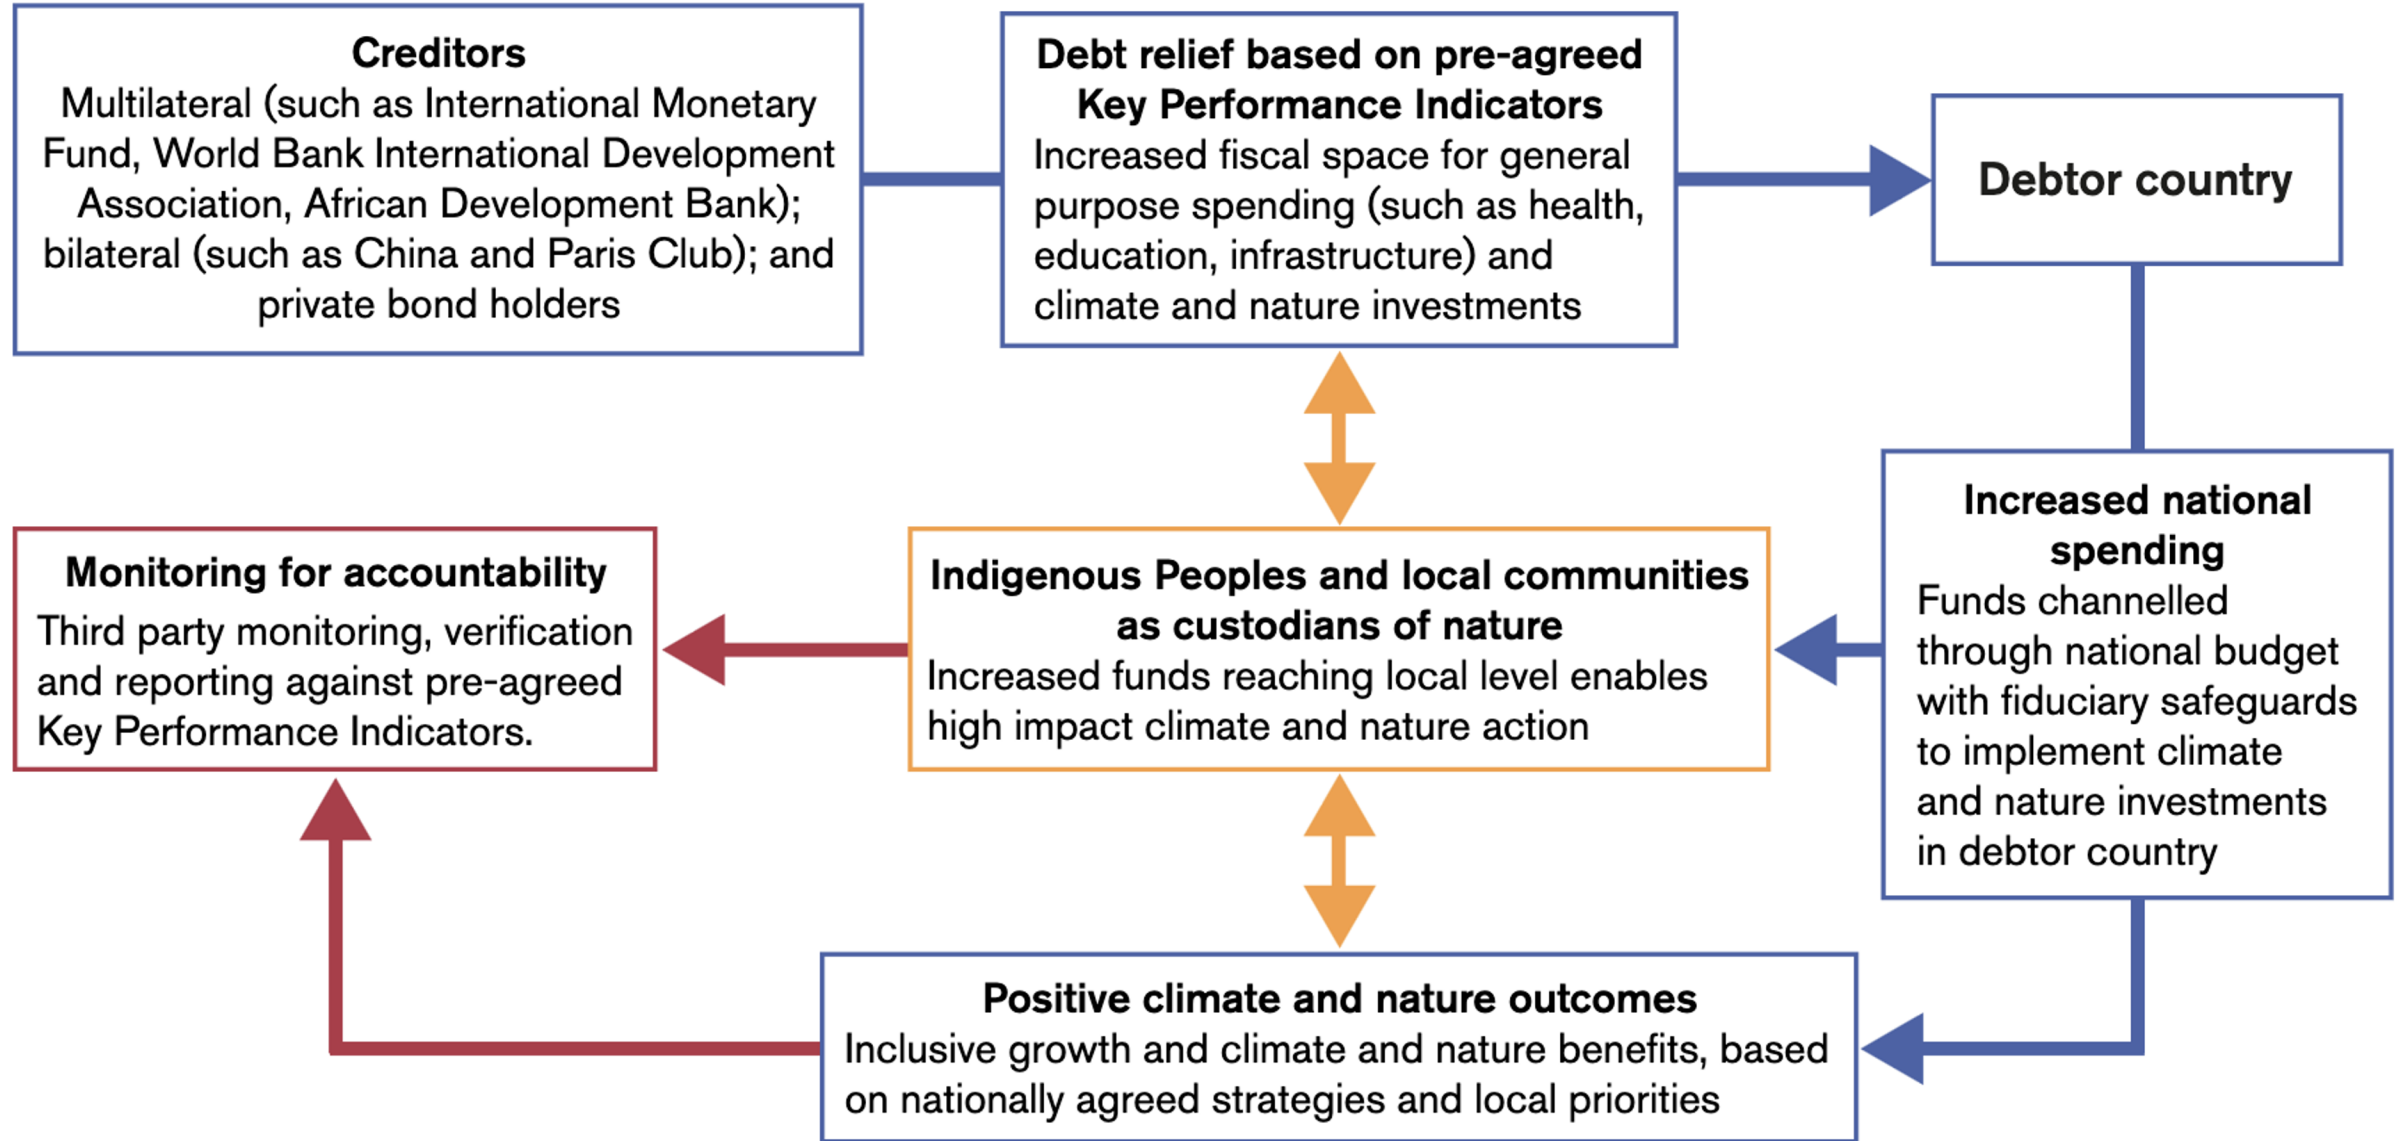 Creditors
Multilateral (such as International Monetary
Fund, World Bank International Development
Association, African Development Bank);
bilateral (such as China and Paris Club); and
private bond holders
Debt relief based on pre-agreed
Key Performance Indicators
Increased fiscal space for general
purpose spending (such as health,
education, infrastructure) and
climate and nature investments
Debtor country
Increased national
spending
Funds channelled
through national budget
with fiduciary safeguards
to implement climate
and nature investments
in debtor country
Indigenous Peoples and local communities
as custodians of nature
Increased funds reaching local level enables
high impact climate and nature action
Monitoring for accountability
Third party monitoring, verification
and reporting against pre-agreed
Key Performance Indicators.
Positive climate and nature outcomes
Inclusive growth and climate and nature benefits, based
on nationally agreed strategies and local priorities